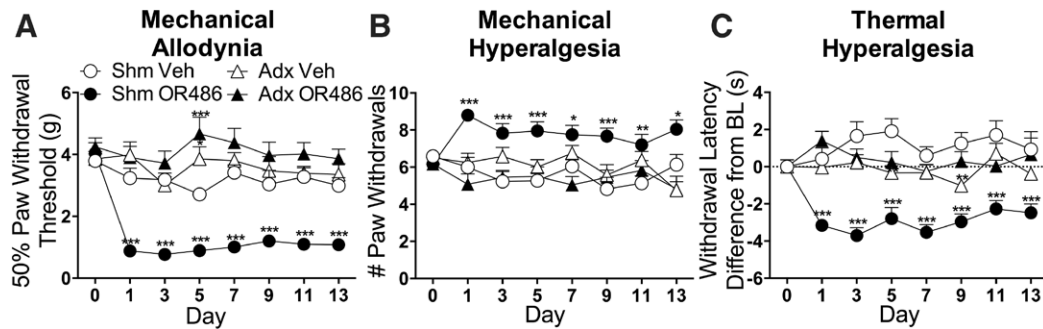 A
Mechanical
Allodynia
Shm Veh
Adx Veh
Shm OR486
Adx OR486
50% Paw Withdrawal
Threshold (g)
6
4
2
0
***
*
*** *** *** *** *** *** ***
0 1 3 5 7 9 11 13
Day
B
Mechanical
Hyperalgesia
# Paw Withdrawals
10
8
6
4
2
0
*** *** *** * *** ** *
0 1 3 5 7 9 11 13
Day
C
Thermal
Hyperalgesia
Withdrawal Latency
Difference from BL (s)
4
2
0
-2
-4
-6
**
*** *** *** *** *** *** ***
0 1 3 5 7 9 11 13
Day